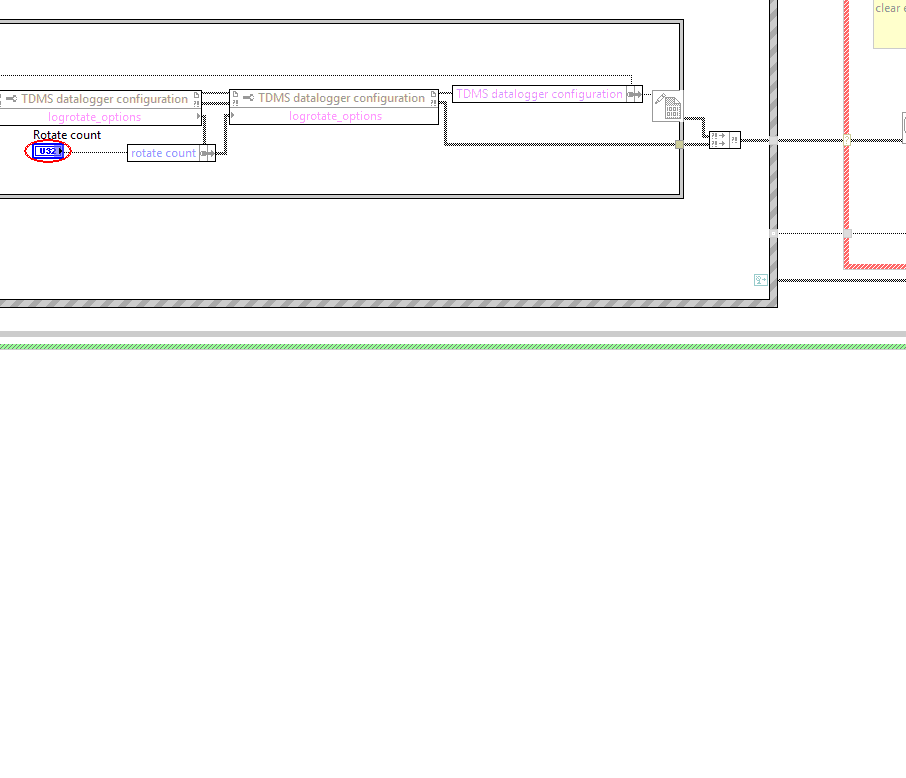 clear
TDMS datalogger configuration
logrotate_options
TDMS datalogger configuration
logrotate_options
TDMS datalogger configuration
Rotate count
U32
rotate count